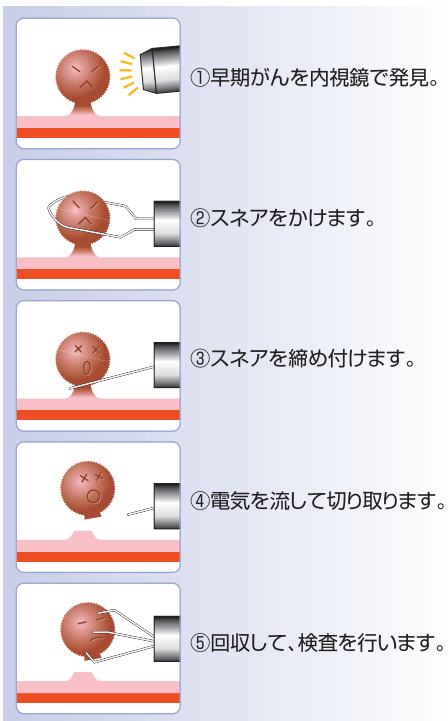 ①早期がんを内視鏡で発見。
②スネアをかけます。
③スネアを締め付けます。
④電気を流して切り取ります。
⑤回収して、検査を行います。